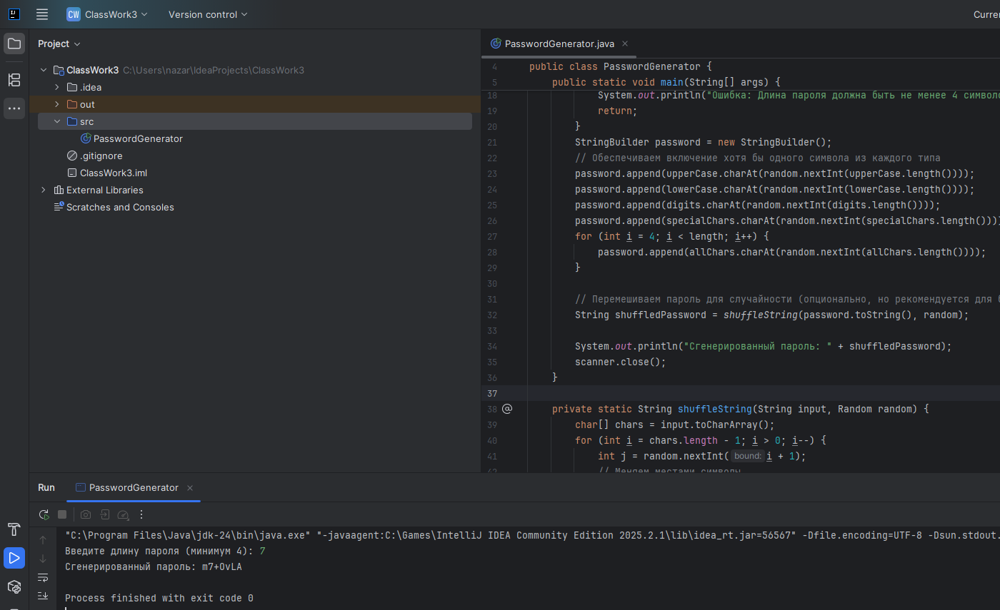 CW ClassWork3 Version control Curre
Project
ClassWork3 C:\Users\nazar\IdeaProjects\ClassWork3
.idea
out
src
PasswordGenerator
.gitignore
ClassWork3.iml
External Libraries
Scratches and Consoles
PasswordGenerator.java
4 public class PasswordGenerator {
5 public static void main(String[] args) {
18 System.out.println("Ошибка: Длина пароля должна быть не менее 4 символо
19 return;
20 }
21 StringBuilder password = new StringBuilder();
22 // Обеспечиваем включение хотя бы одного символа из каждого типа
23 password.append(upperCase.charAt(random.nextInt(upperCase.length())));
24 password.append(lowerCase.charAt(random.nextInt(lowerCase.length())));
25 password.append(digits.charAt(random.nextInt(digits.length())));
26 password.append(specialChars.charAt(random.nextInt(specialChars.length())))
27 for (int i = 4; i < length; i++) {
28 password.append(allChars.charAt(random.nextInt(allChars.length())));
29 }
30
31 // Перемешиваем пароль для случайности (опционально, но рекомендуется для б
32 String shuffledPassword = shuffleString(password.toString(), random);
33
34 System.out.println("Сгенерированный пароль: " + shuffledPassword);
35 scanner.close();
36 }
37
38 private static String shuffleString(String input, Random random) {
39 char[] chars = input.toCharArray();
40 for (int i = chars.length - 1; i > 0; i--) {
41 int j = random.nextInt( bound: i + 1);
42 // Меняем местами символы
Run PasswordGenerator
"C:\Program Files\Java\jdk-24\bin\java.exe" "-javaagent:C:\Games\IntelliJ IDEA Community Edition 2025.2.1\lib\idea_rt.jar=56567" -Dfile.encoding=UTF-8 -Dsun.stdout.
Введите длину пароля (минимум 4): 7
Сгенерированный пароль: m7+OvLA
Process finished with exit code 0